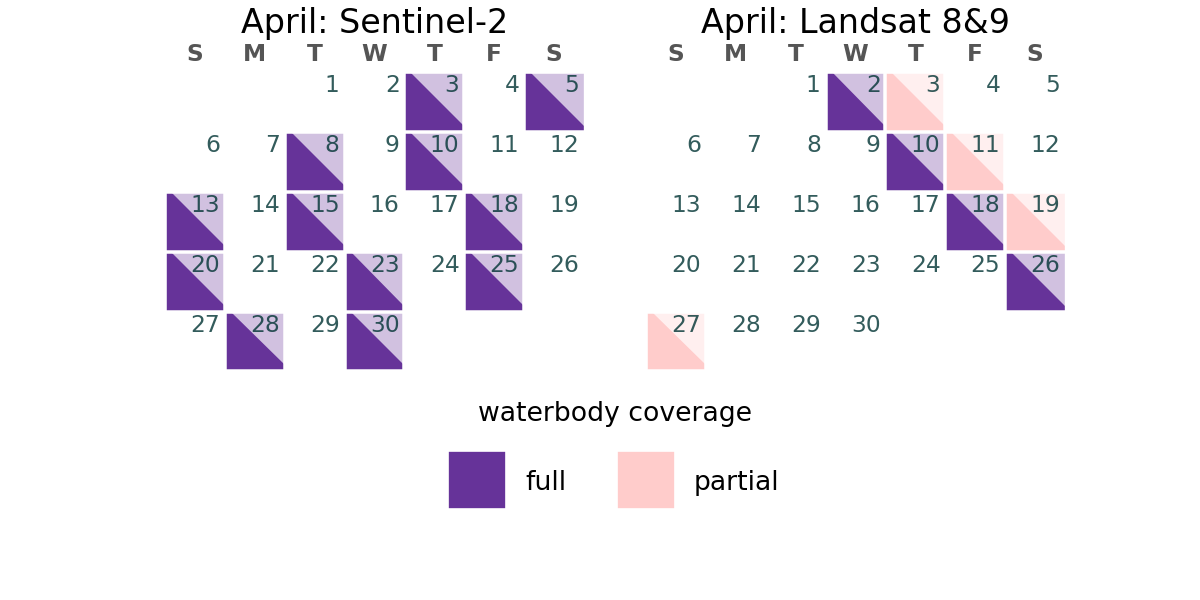 April: Sentinel-2
S M T W T F S
1 2 3 4 5
6 7 8 9 10 11 12
13 14 15 16 17 18 19
20 21 22 23 24 25 26
27 28 29 30
April: Landsat 8&9
S M T W T F S
1 2 3 4 5
6 7 8 9 10 11 12
13 14 15 16 17 18 19
20 21 22 23 24 25 26
27 28 29 30
waterbody coverage
full partial